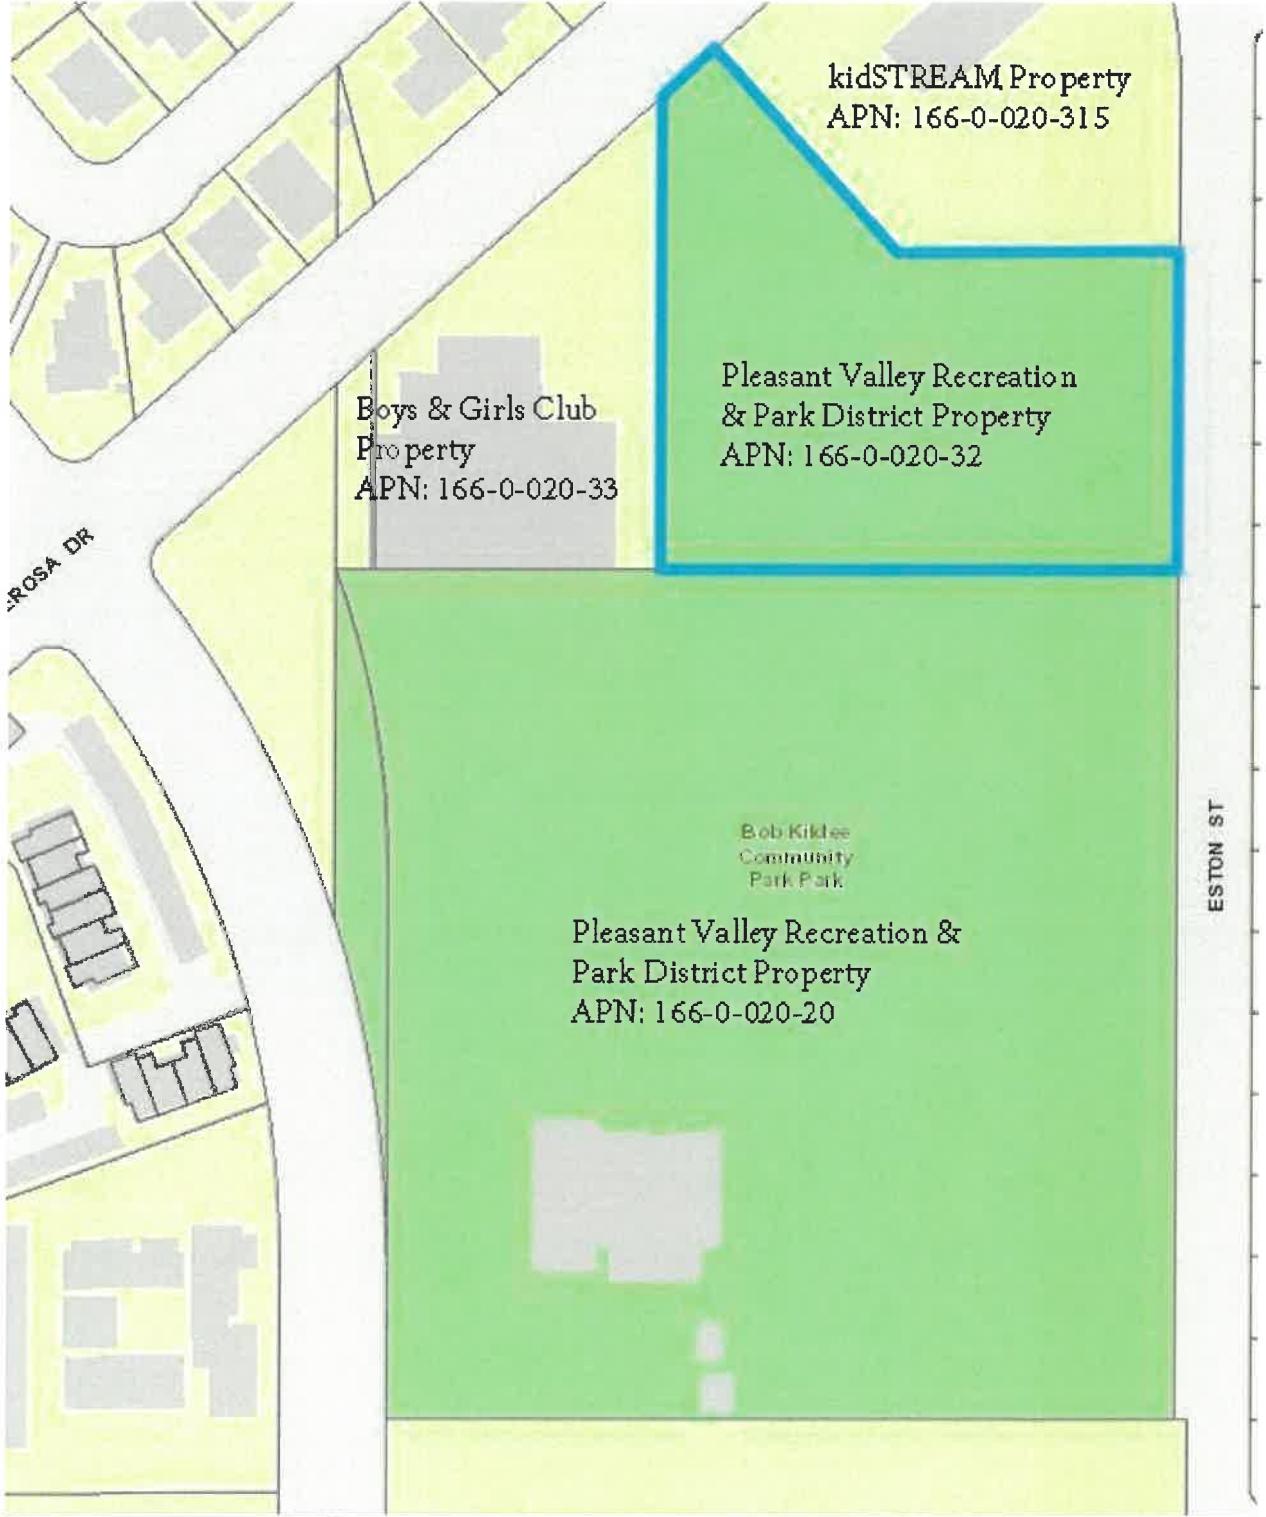 kidSTREAM Property
APN: 166-0-020-315
Pleasant Valley Recreation
& Park District Property
APN: 166-0-020-32
Boys & Girls Club
Property
APN: 166-0-020-33
EROSA DR
Bob Kildee
Community
Park Park
Pleasant Valley Recreation &
Park District Property
APN: 166-0-020-20
ESTON ST